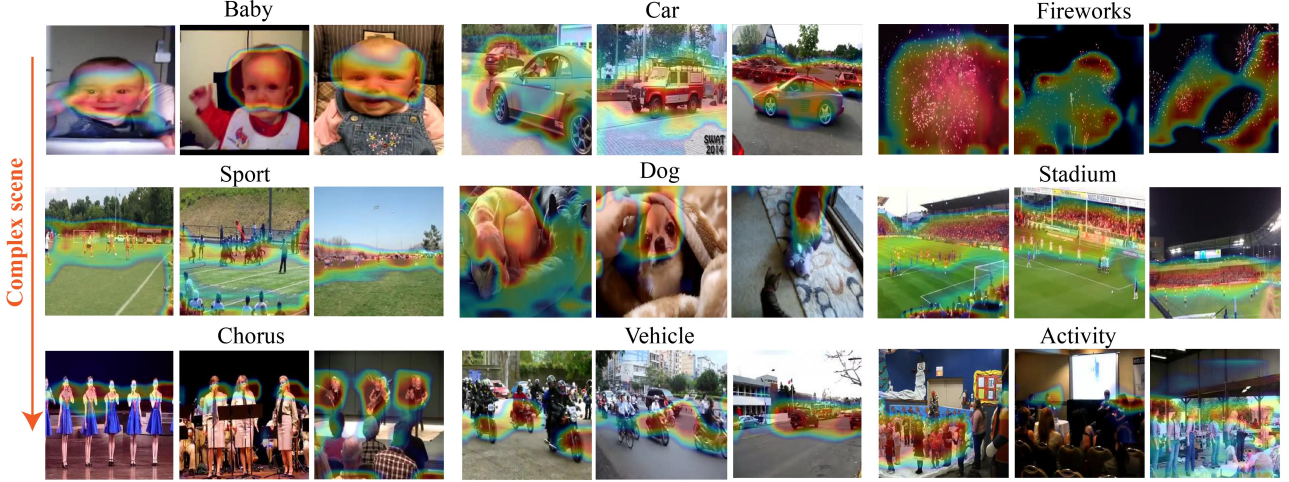 Baby
Car
Fireworks
SWAT
2014
Sport
Dog
Stadium
Complex scene
Chorus
Vehicle
Activity